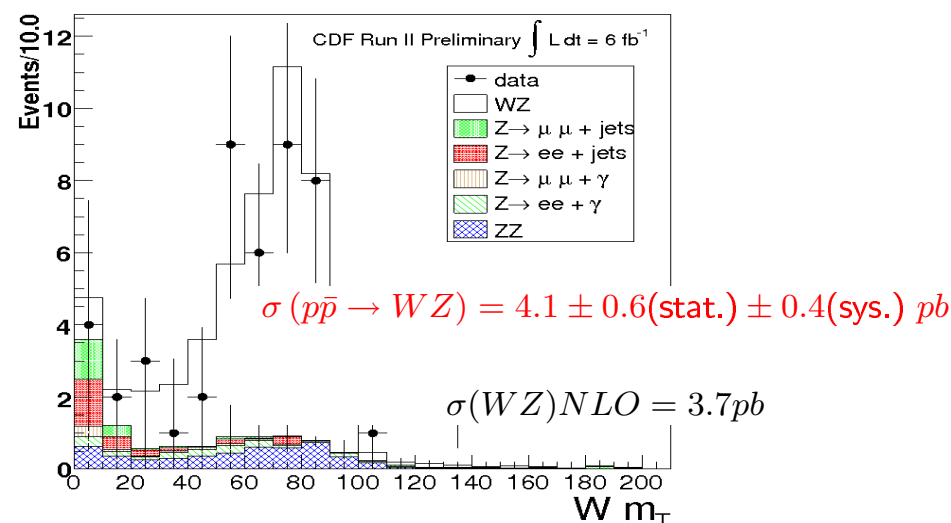 CDF Run II Preliminary ∫ L dt = 6 fb⁻¹
Events/10.0
12
10
8
6
4
2
0
data
WZ
Z→ μ μ + jets
Z→ ee + jets
Z→ μ μ + γ
Z→ ee + γ
ZZ
σ (pp̄ → WZ) = 4.1 ± 0.6(stat.) ± 0.4(sys.) pb
σ(WZ)NLO = 3.7pb
0 20 40 60 80 100 120 140 160 180 200
W m_T